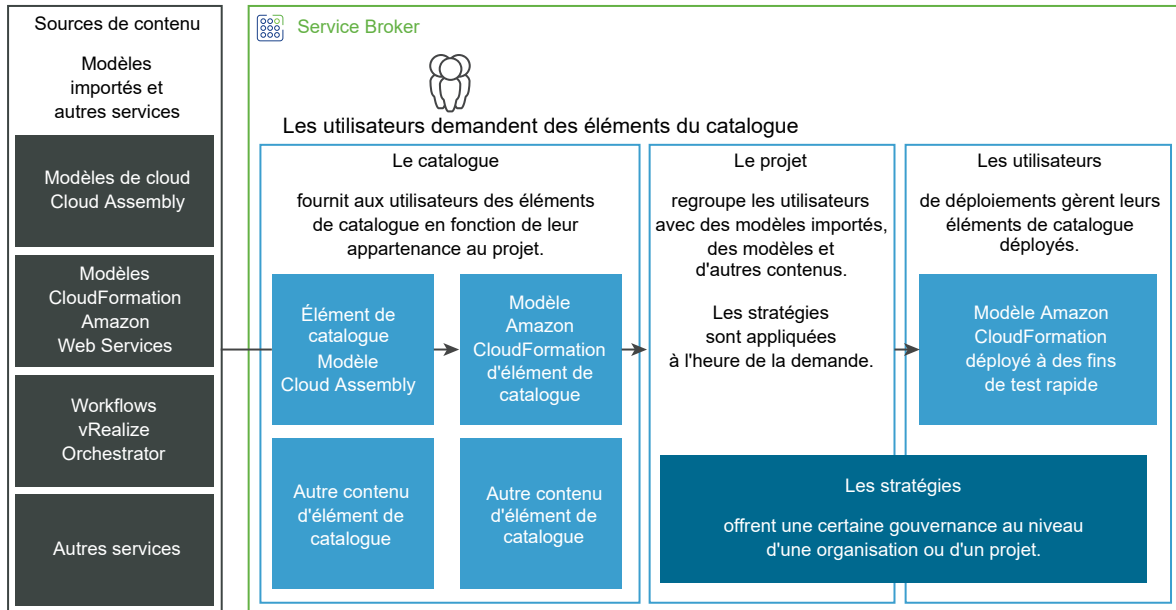 Sources de contenu
Modèles
importés et
autres services
Modèles de cloud
Cloud Assembly
Modèles
CloudFormation
Amazon
Web Services
Workflows
vRealize
Orchestrator
Autres services
Service Broker
Les utilisateurs demandent des éléments du catalogue
Le catalogue
fournit aux utilisateurs des éléments
de catalogue en fonction de leur
appartenance au projet.
Élément de
catalogue
Modèle
Cloud Assembly
Modèle
Amazon
CloudFormation
d'élément de
catalogue
Autre contenu
d'élément de
catalogue
Autre contenu
d'élément de
catalogue
Le projet
regroupe les utilisateurs
avec des modèles importés,
des modèles et
d'autres contenus.
Les stratégies
sont appliquées
à l'heure de la demande.
Les utilisateurs
de déploiements gèrent leurs
éléments de catalogue
déployés.
Modèle Amazon
CloudFormation
déployé à des fins
de test rapide
Les stratégies
offrent une certaine gouvernance au niveau
d'une organisation ou d'un projet.